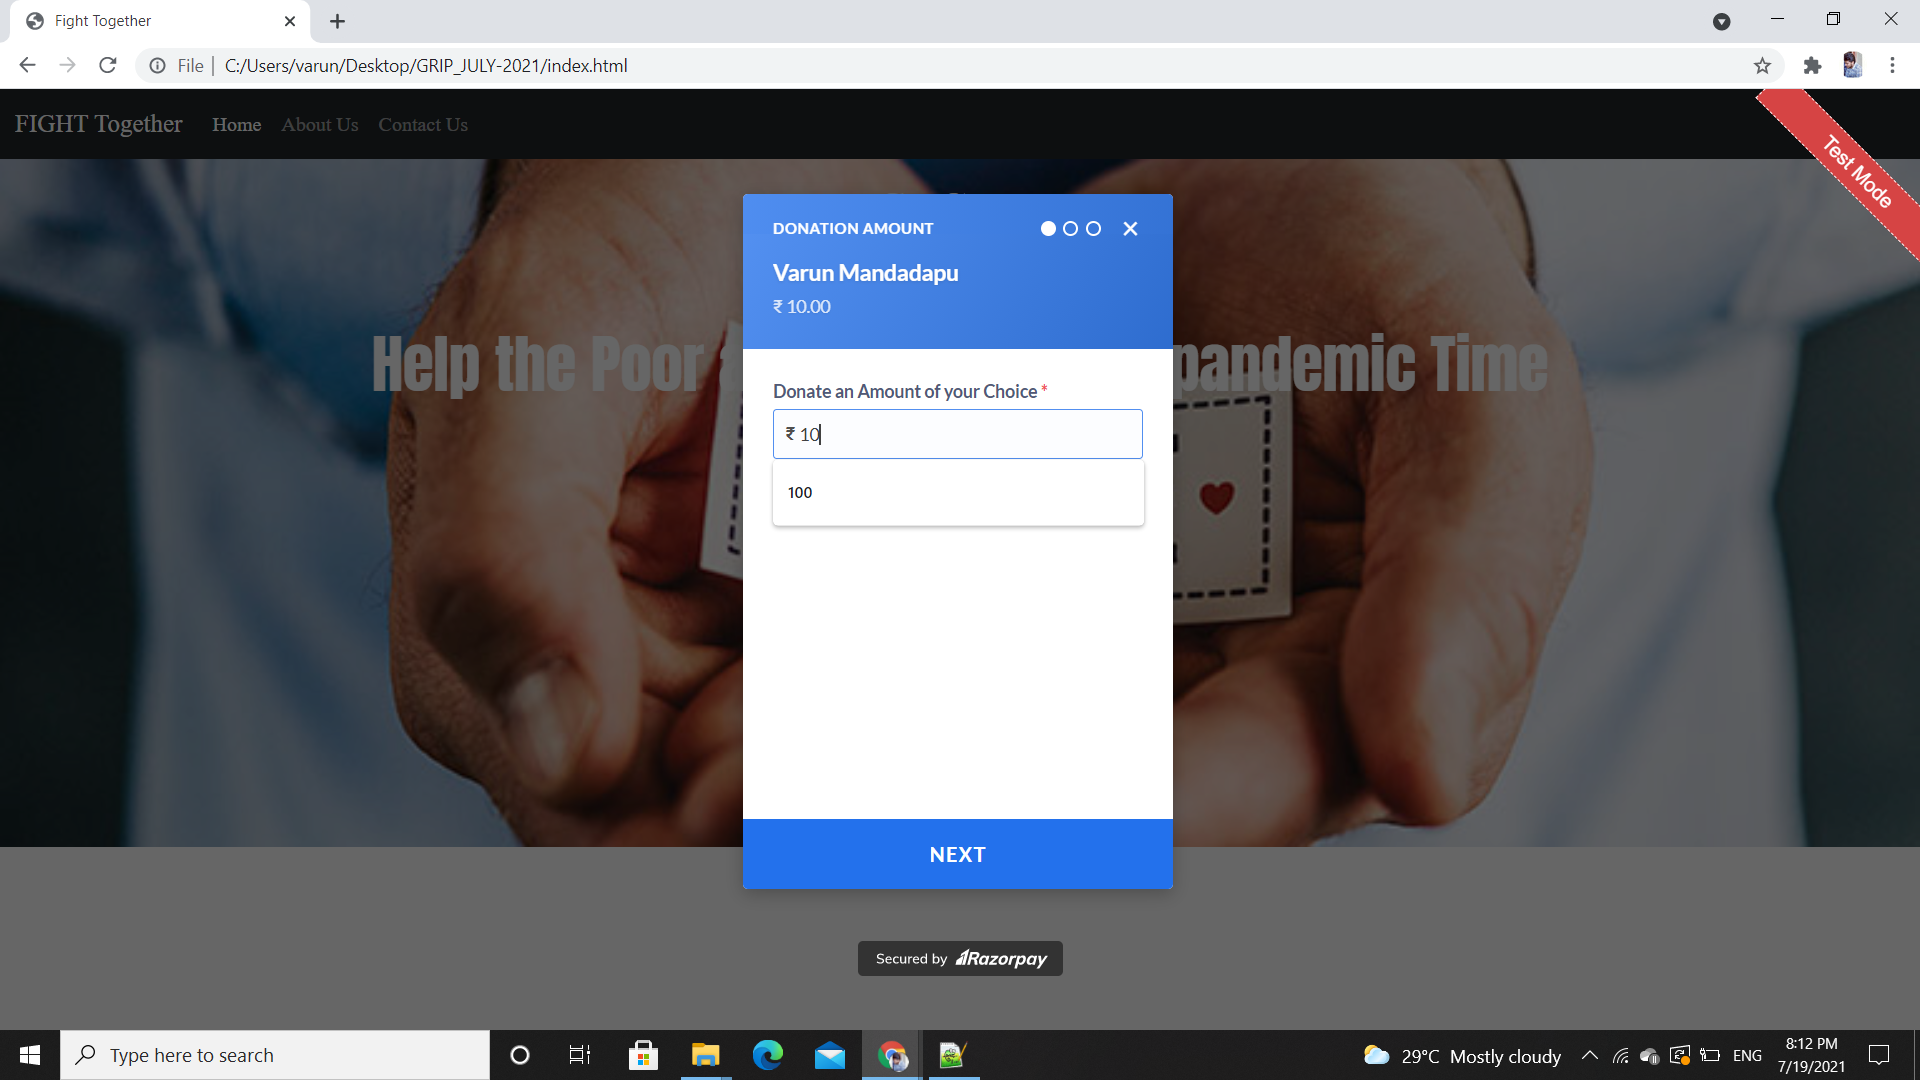 Fight Together
File | C:/Users/varun/Desktop/GRIP_JULY-2021/index.html
FIGHT Together Home About Us Contact Us
Test Mode
DONATION AMOUNT
Varun Mandadapu
₹ 10.00
Help the Poor pandemic Time
Donate an Amount of your Choice *
₹ 10
100
NEXT
Secured by Razorpay
Type here to search
29°C Mostly cloudy
ENG
8:12 PM
7/19/2021